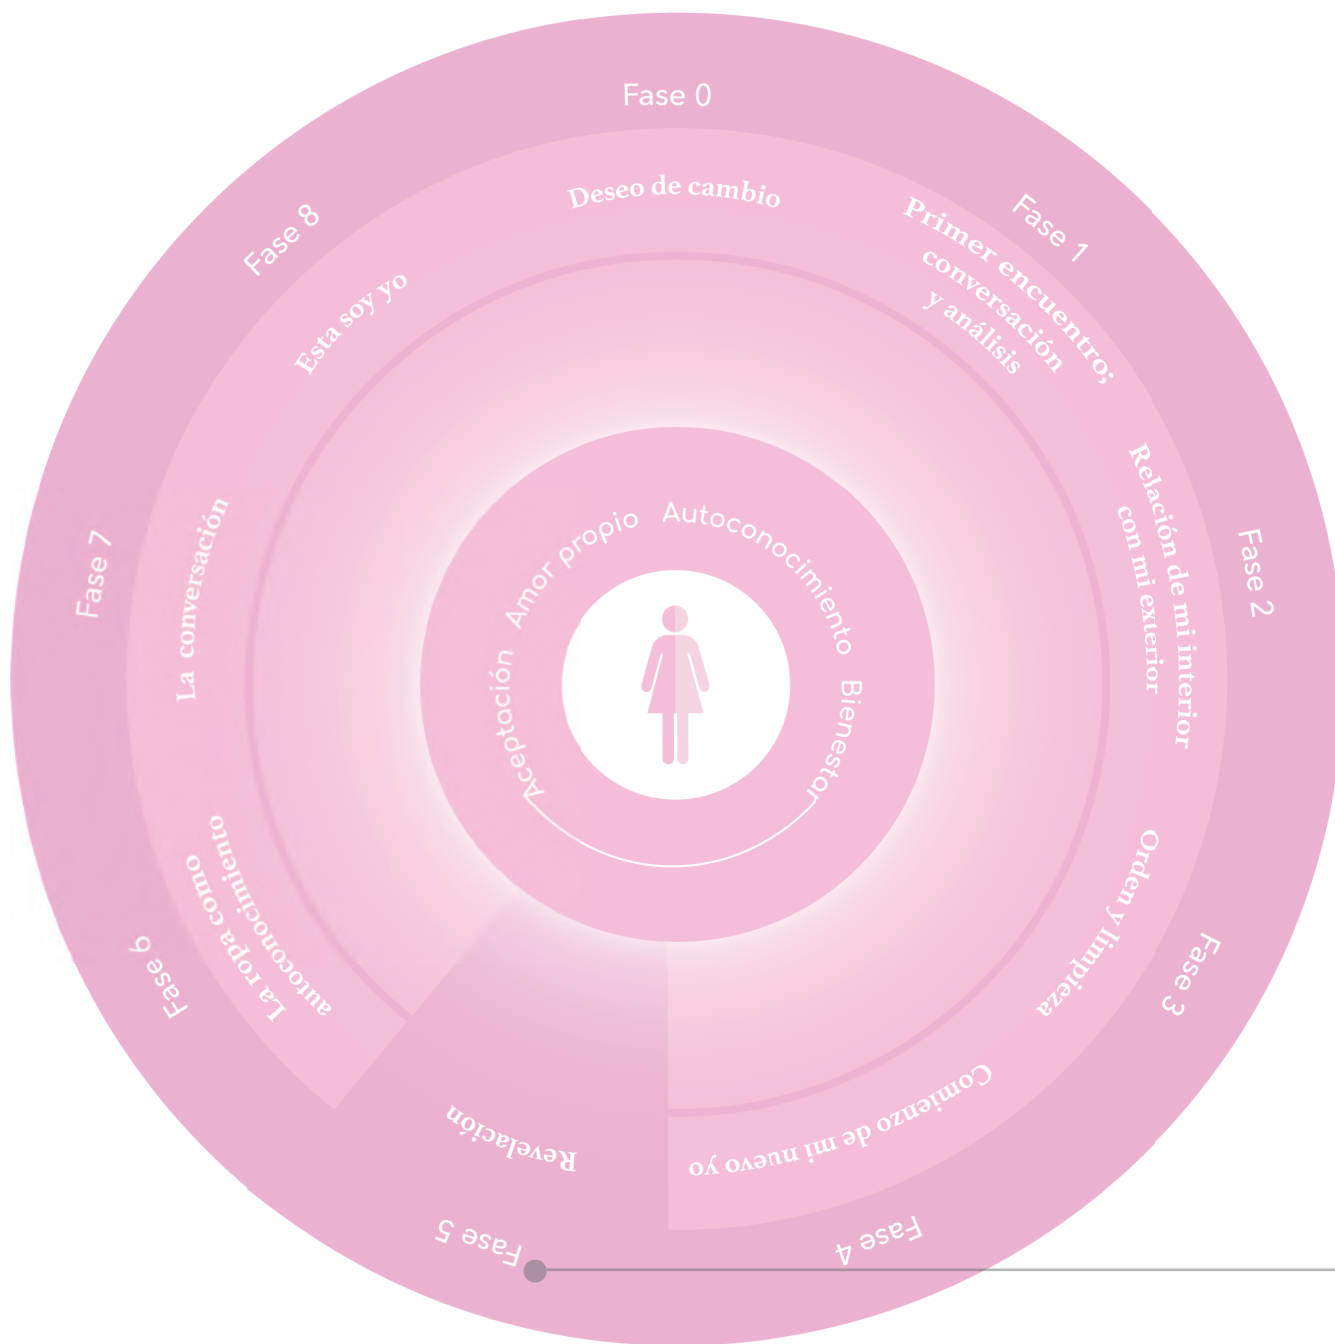 Fase 0
Deseo de cambio
Fase 1
Primer encuentro;
conversación
y análisis
Fase 2
Relación de mi interior
con mi exterior
Fase 3
Orden y limpieza
Fase 4
Comienzo de mi nuevo yo
Fase 5
Revelación
Fase 6
La ropa como
autoconocimiento
Fase 7
La conversación
Fase 8
Esta soy yo
Aceptación Amor propio Autoconocimiento Bienestar